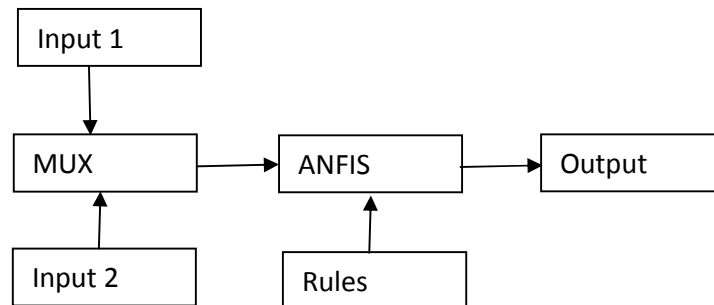 Input 1
MUX
ANFIS
Output
Input 2
Rules